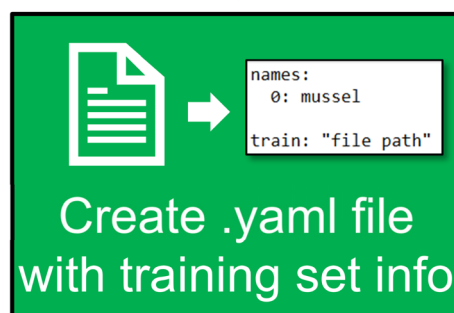 names:
  0: mussel
train: "file path"
Create .yaml file
with training set info